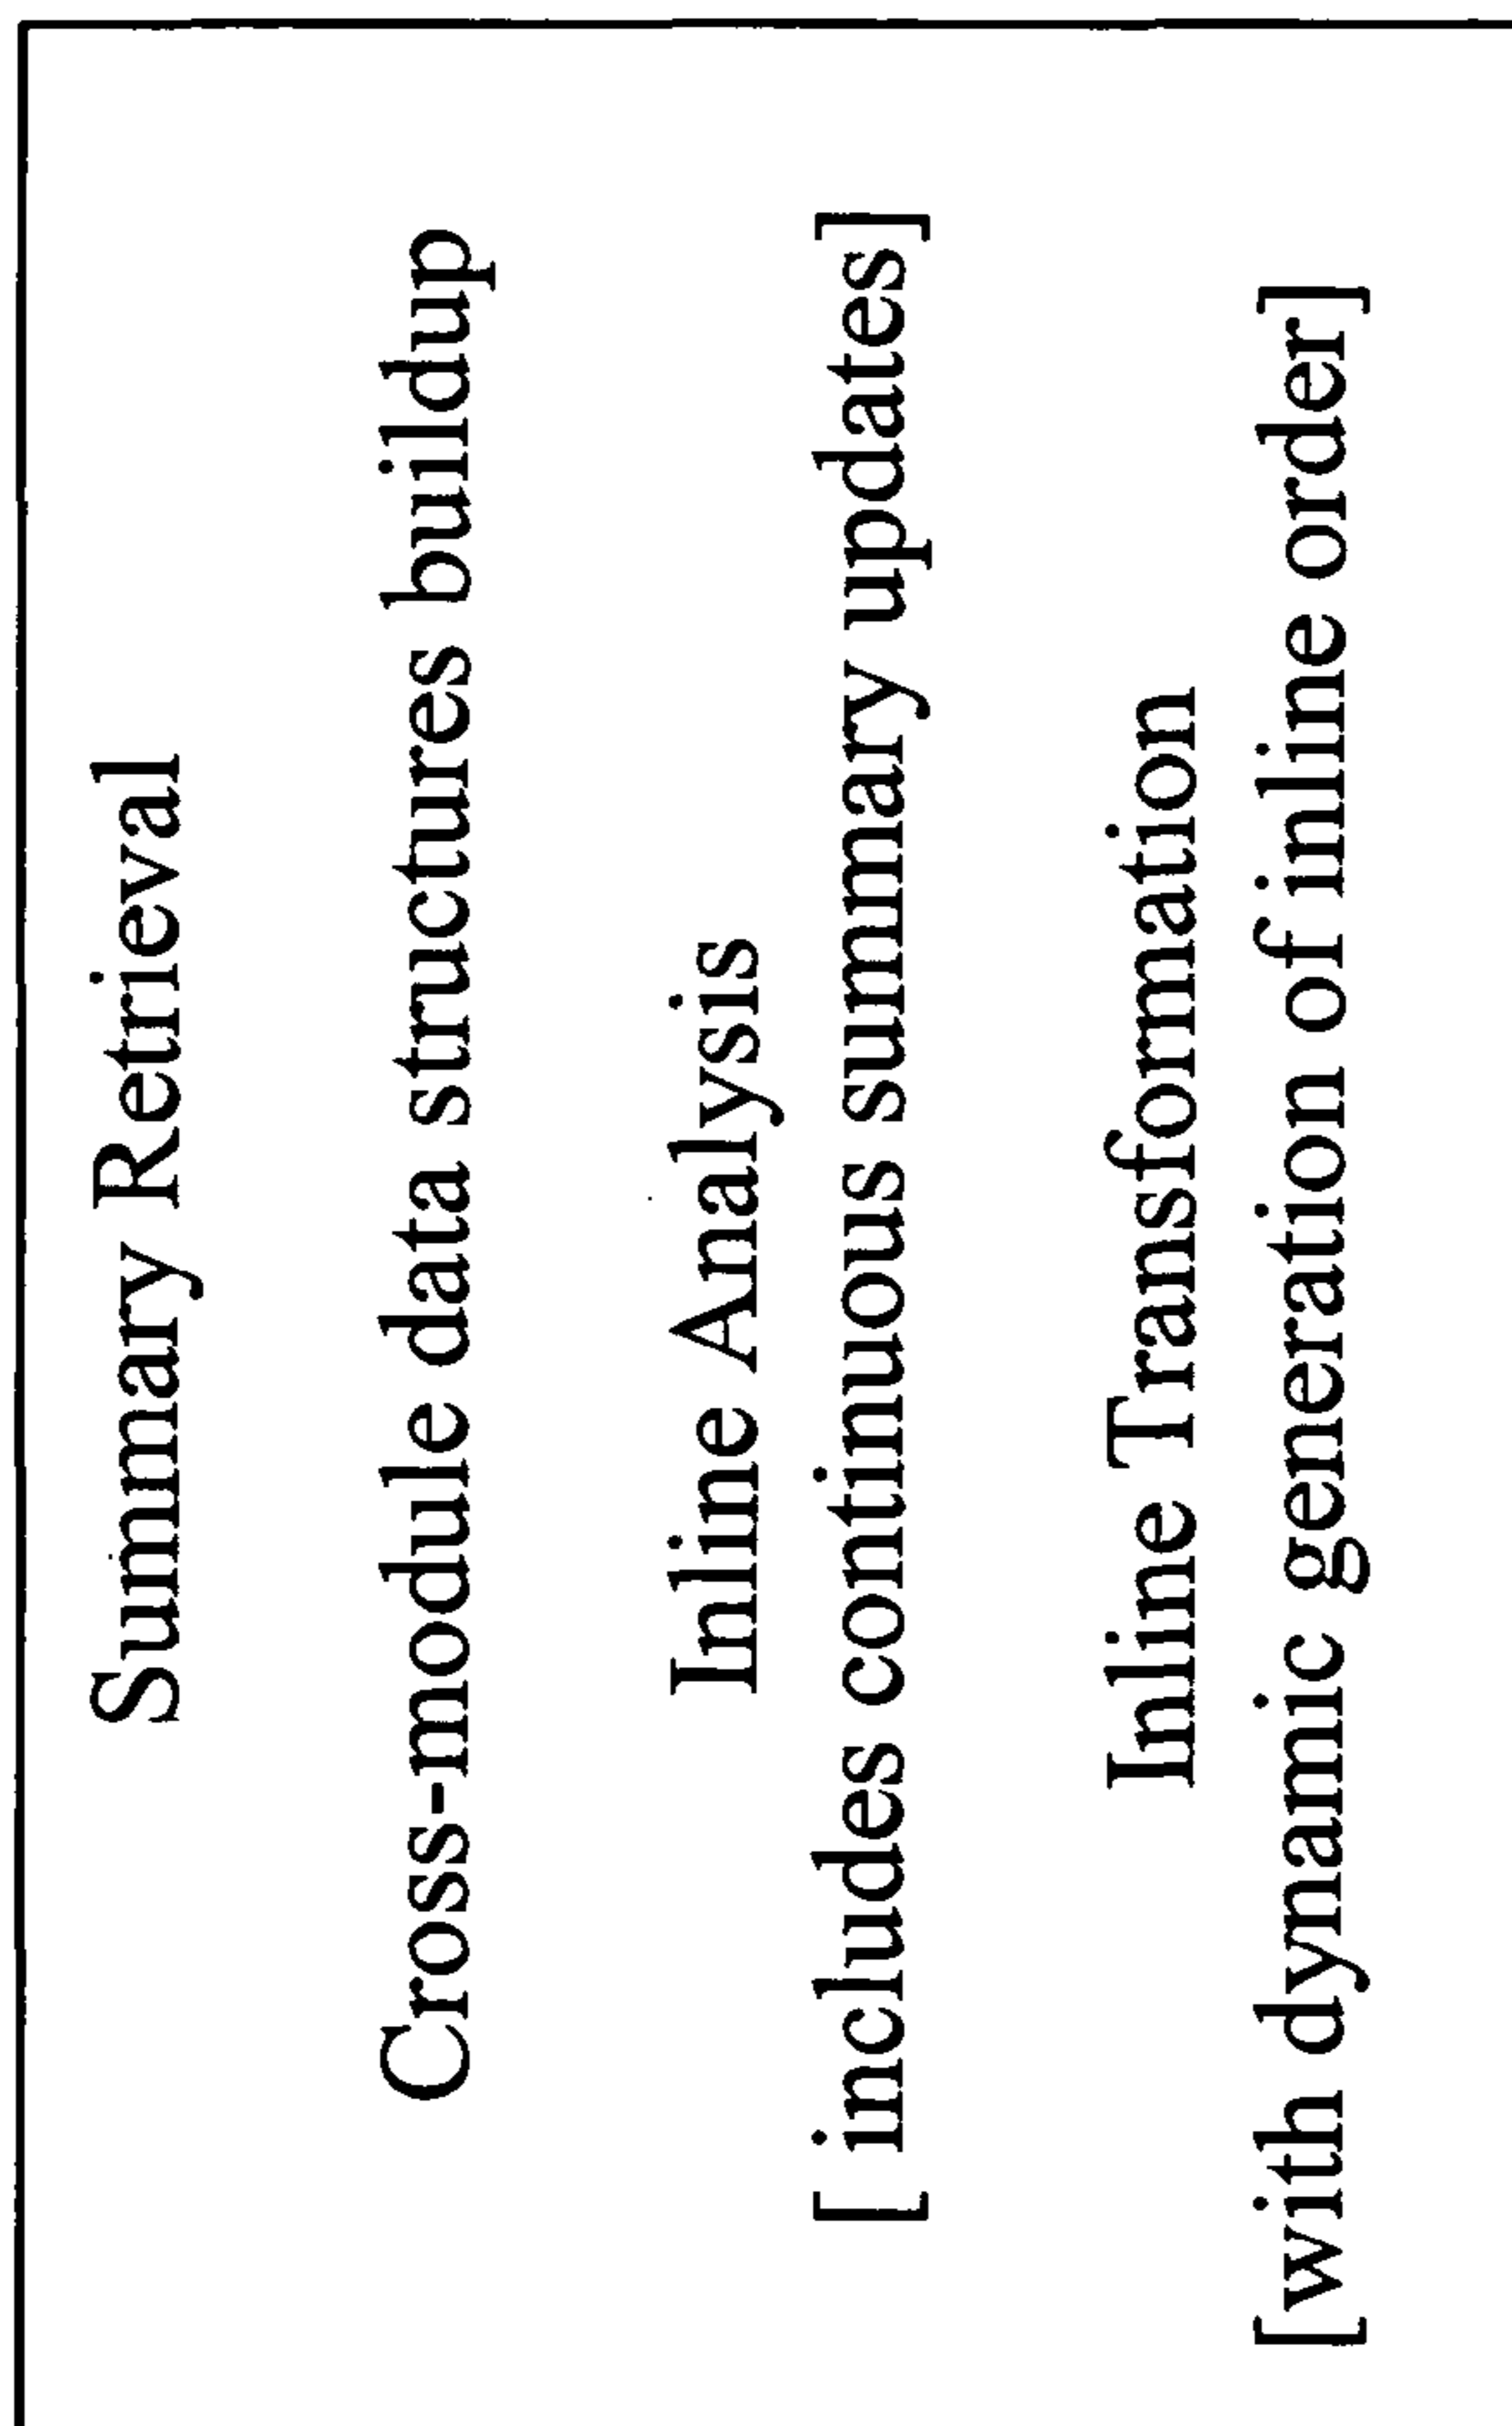 Summary Retrieval
Cross-module data structures buildup
Inline Analysis
[ includes continuous summary updates]
Inline Transformation
[with dynamic generation of inline order]